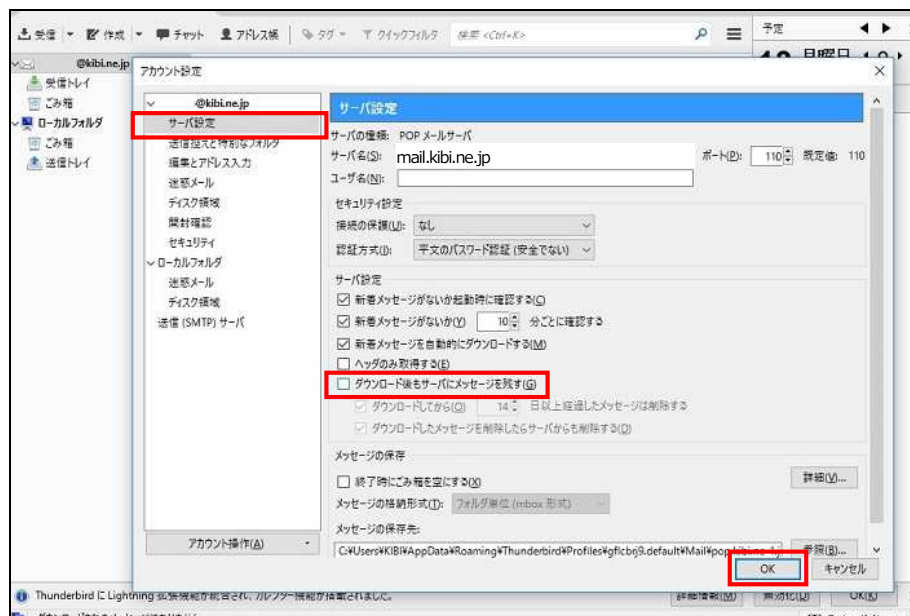 受信 作成 チャット アドレス帳 タグ クイックフィルタ 検索 <Ctrl+K>
予定
@kibi.ne.jp
受信トレイ
ごみ箱
ローカルフォルダ
ごみ箱
送信トレイ
アカウント設定
@kibi.ne.jp
サーバ設定
送信控えと特別なフォルダ
編集とアドレス入力
迷惑メール
ディスク領域
開封確認
セキュリティ
ローカルフォルダ
迷惑メール
ディスク領域
送信 (SMTP) サーバ
アカウント操作(A)
サーバ設定
サーバの種類: POP メールサーバ
サーバ名(S): mail.kibi.ne.jp ポート(P): 110 既定値: 110
ユーザ名(N):
セキュリティ設定
接続の保護(U): なし
認証方式(I): 平文のパスワード認証 (安全でない)
サーバ設定
新着メッセージがないか起動時に確認する(C)
新着メッセージがないか(Y) 10 分ごとに確認する
新着メッセージを自動的にダウンロードする(M)
ヘッダのみ取得する(E)
ダウンロード後もサーバにメッセージを残す(G)
ダウンロードしてから(O) 14 日以上経過したメッセージは削除する
ダウンロードしたメッセージを削除したらサーバからも削除する(D)
メッセージの保存
終了時にごみ箱を空にする(X) 詳細(V)...
メッセージの格納形式(T): フォルダ単位 (mbox 形式)
メッセージの保存先:
C:¥Users¥KIBI¥AppData¥Roaming¥Thunderbird¥Profiles¥gflcbrj9.default¥Mail¥pop.kibi.ne-1.j 参照(B)...
OK キャンセル
Thunderbird に Lightning 拡張機能が統合され、カレンダー機能が搭載されました。 詳細情報(M) 無効化(D) OK(K)